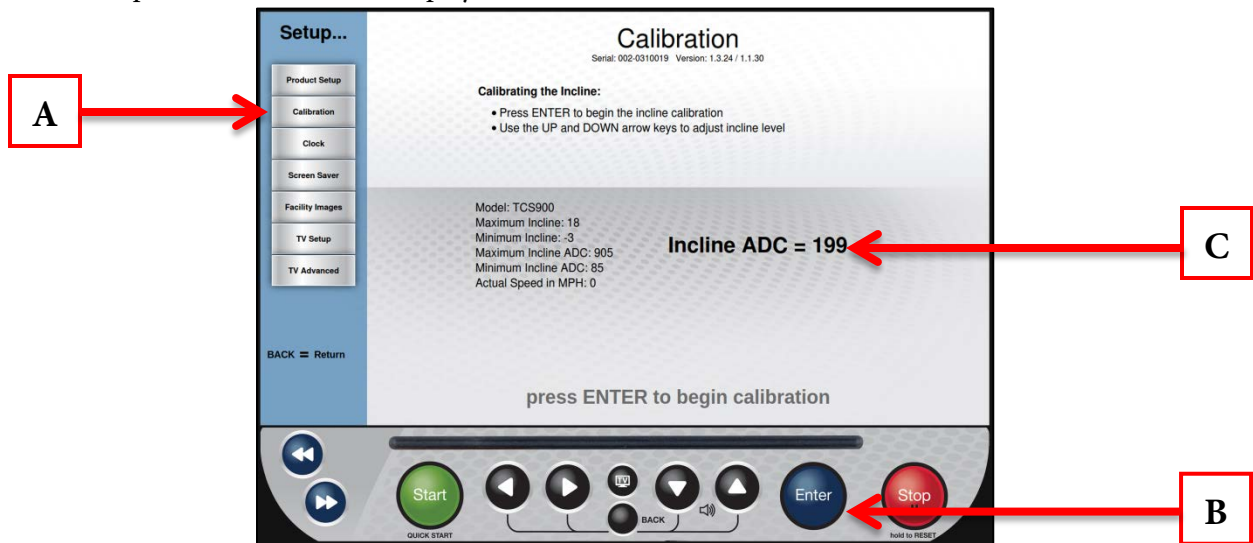 Setup...
Product Setup
Calibration
Clock
Screen Saver
Facility Images
TV Setup
TV Advanced
BACK = Return
Calibration
Serial: 002-0310019 Version: 1.3.24 / 1.1.30
Calibrating the Incline:
• Press ENTER to begin the incline calibration
• Use the UP and DOWN arrow keys to adjust incline level
Model: TCS900
Maximum Incline: 18
Minimum Incline: -3
Maximum Incline ADC: 905
Minimum Incline ADC: 85
Actual Speed in MPH: 0
Incline ADC = 199
press ENTER to begin calibration
Start
QUICK START
TV
BACK
Enter
Stop
hold to RESET
A
C
B